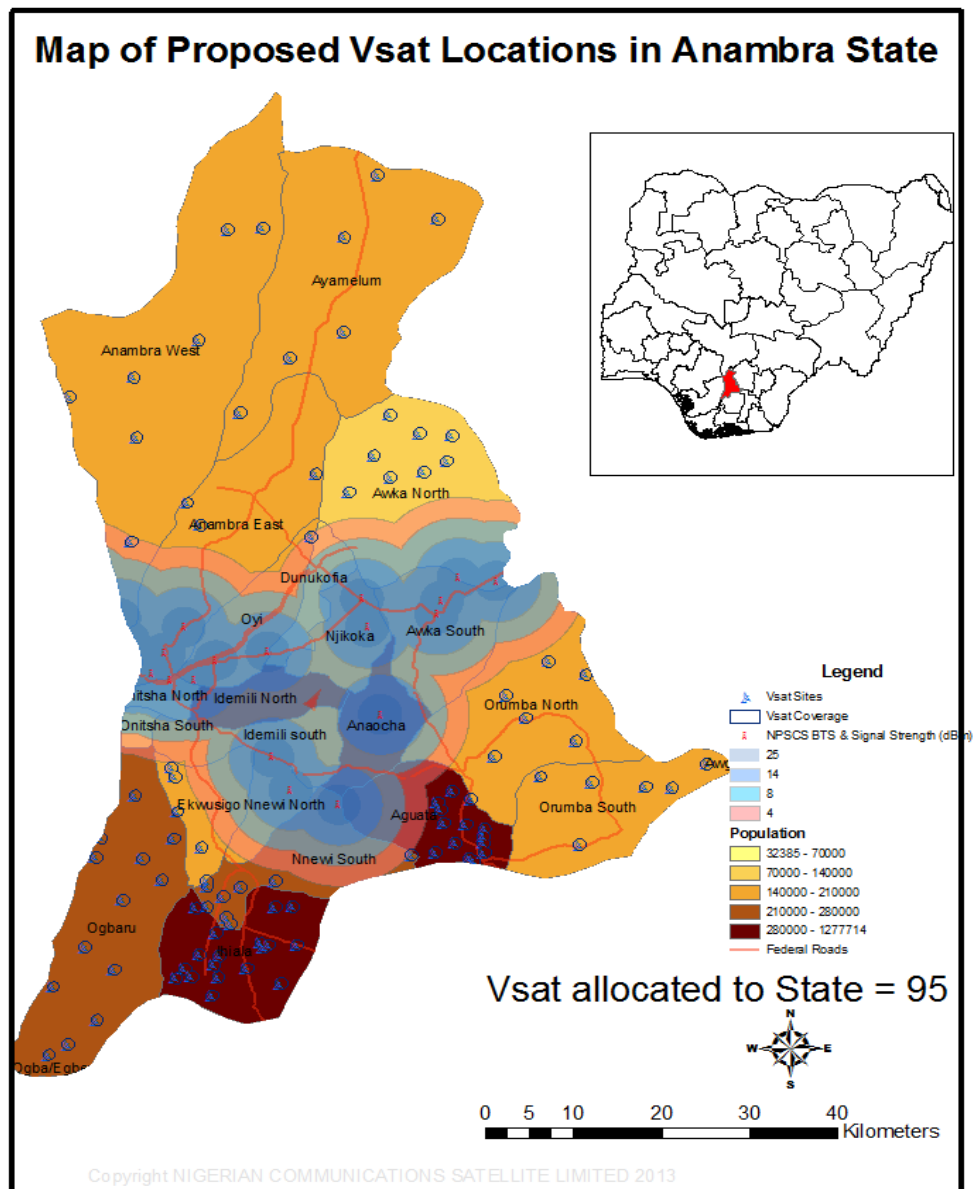 Map of Proposed Vsat Locations in Anambra State
Ayamelum
Anambra West
Awka North
Anambra East
Dunukofia
Oyi
Njikoka
Awka South
nitsha North
Idemili North
Orumba North
Onitsha South
Anaocha
Idemili south
Awg
Ekwusigo
Nnewi North
Aguata
Orumba South
Nnewi South
Ogbaru
Ihiala
Ogba/Egbe
Legend
Vsat Sites
Vsat Coverage
NPSCS BTS & Signal Strength (dBm)
25
14
8
4
Population
32385 - 70000
70000 - 140000
140000 - 210000
210000 - 280000
280000 - 1277714
Federal Roads
Vsat allocated to State = 95
N
W E
S
0 5 10 20 30 40
Kilometers
Copyright NIGERIAN COMMUNICATIONS SATELLITE LIMITED 2013